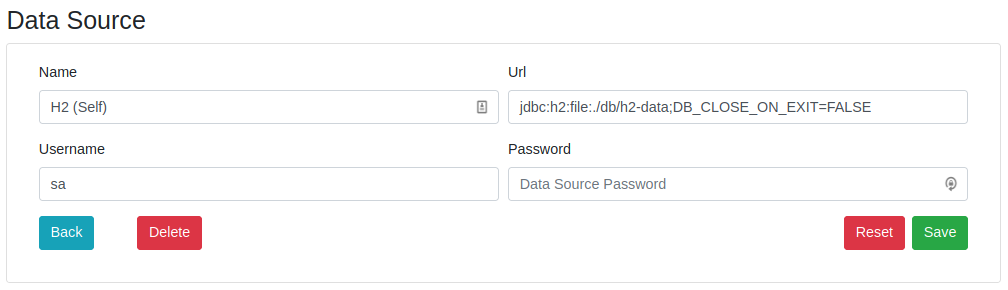 Data Source
Name Url
H2 (Self) jdbc:h2:file:./db/h2-data;DB_CLOSE_ON_EXIT=FALSE
Username Password
sa Data Source Password
Back Delete Reset Save